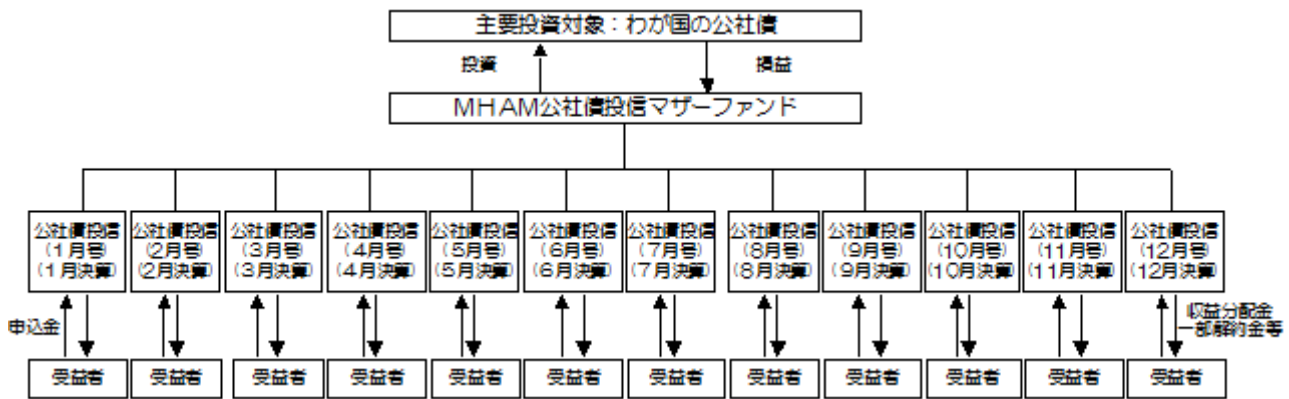 主要投資対象：わが国の公社債
投資
損益
MHAM公社債投信マザーファンド
公社債投信
(1月号)
(1月決算)
公社債投信
(2月号)
(2月決算)
公社債投信
(3月号)
(3月決算)
公社債投信
(4月号)
(4月決算)
公社債投信
(5月号)
(5月決算)
公社債投信
(6月号)
(6月決算)
公社債投信
(7月号)
(7月決算)
公社債投信
(8月号)
(8月決算)
公社債投信
(9月号)
(9月決算)
公社債投信
(10月号)
(10月決算)
公社債投信
(11月号)
(11月決算)
公社債投信
(12月号)
(12月決算)
申込金
収益分配金
一部解約金等
受益者
受益者
受益者
受益者
受益者
受益者
受益者
受益者
受益者
受益者
受益者
受益者